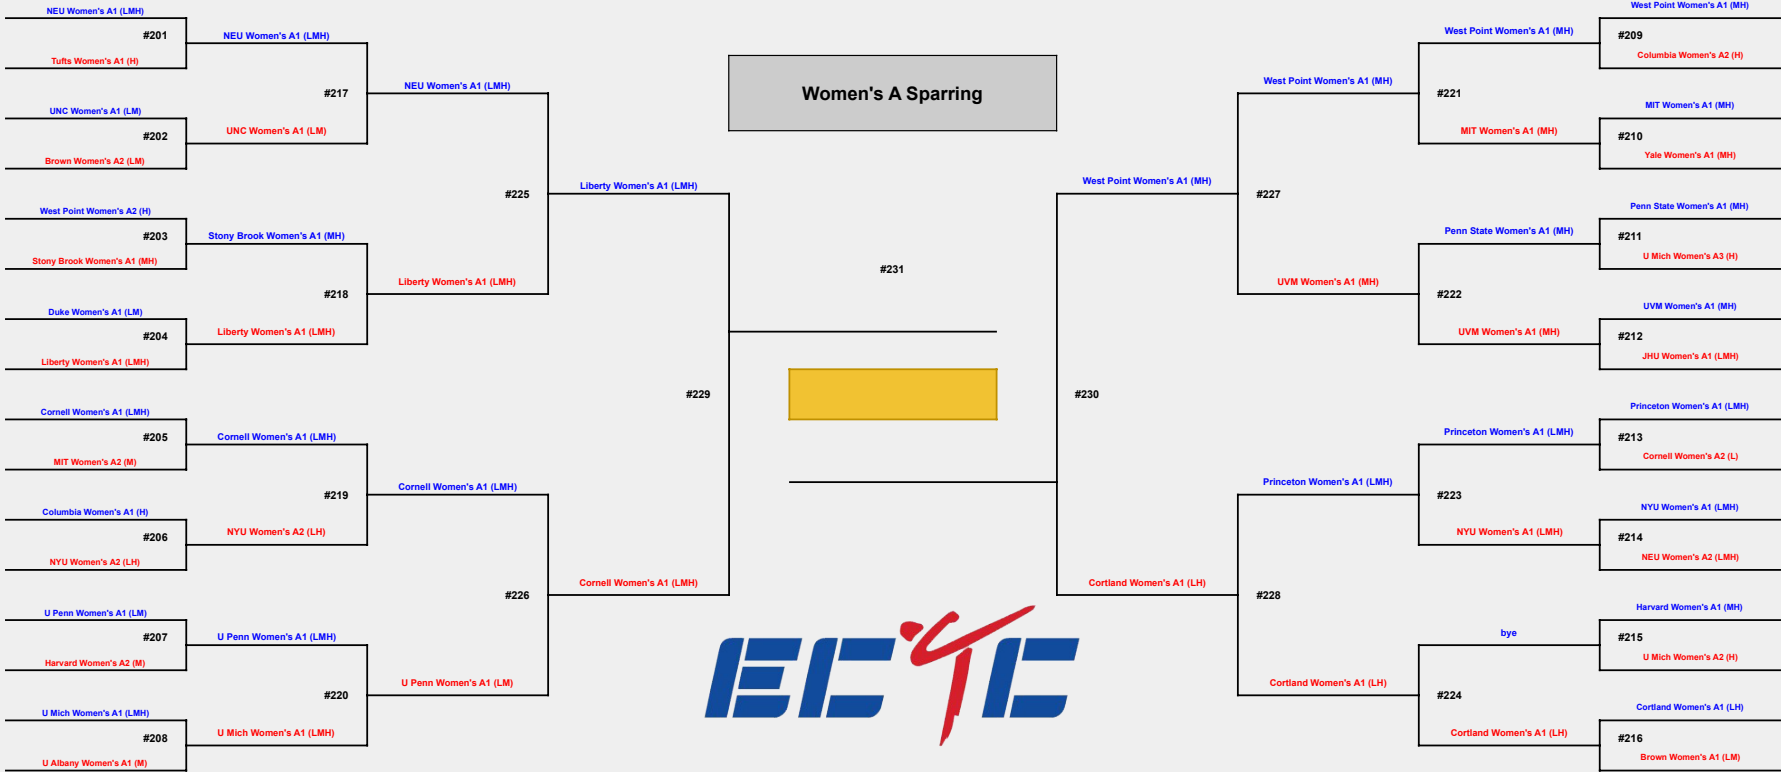 NEU Women's A1 (LMH)
#201
Tufts Women's A1 (H)
UNC Women's A1 (LM)
#202
Brown Women's A2 (LM)
West Point Women's A2 (H)
#203
Stony Brook Women's A1 (MH)
Duke Women's A1 (LM)
#204
Liberty Women's A1 (LMH)
Cornell Women's A1 (LMH)
#205
MIT Women's A2 (M)
Columbia Women's A1 (H)
#206
NYU Women's A2 (LH)
U Penn Women's A1 (LM)
#207
Harvard Women's A2 (M)
U Mich Women's A1 (LMH)
#208
U Albany Women's A1 (M)
NEU Women's A1 (LMH)
#217
UNC Women's A1 (LM)
Stony Brook Women's A1 (MH)
#218
Liberty Women's A1 (LMH)
Cornell Women's A1 (LMH)
#219
NYU Women's A2 (LH)
U Penn Women's A1 (LMH)
#220
U Mich Women's A1 (LMH)
NEU Women's A1 (LMH)
#225
Liberty Women's A1 (LMH)
Cornell Women's A1 (LMH)
#226
U Penn Women's A1 (LM)
Liberty Women's A1 (LMH)
#229
Cornell Women's A1 (LMH)
Women's A Sparring
#231
ECTC
West Point Women's A1 (MH)
#230
Cortland Women's A1 (LH)
West Point Women's A1 (MH)
#227
UVM Women's A1 (MH)
Princeton Women's A1 (LMH)
#228
Cortland Women's A1 (LH)
West Point Women's A1 (MH)
#221
MIT Women's A1 (MH)
Penn State Women's A1 (MH)
#222
UVM Women's A1 (MH)
Princeton Women's A1 (LMH)
#223
NYU Women's A1 (LMH)
bye
#224
Cortland Women's A1 (LH)
West Point Women's A1 (MH)
#209
Columbia Women's A2 (H)
MIT Women's A1 (MH)
#210
Yale Women's A1 (MH)
Penn State Women's A1 (MH)
#211
U Mich Women's A3 (H)
UVM Women's A1 (MH)
#212
JHU Women's A1 (LMH)
Princeton Women's A1 (LMH)
#213
Cornell Women's A2 (L)
NYU Women's A1 (LMH)
#214
NEU Women's A2 (LMH)
Harvard Women's A1 (MH)
#215
U Mich Women's A2 (H)
Cortland Women's A1 (LH)
#216
Brown Women's A1 (LM)